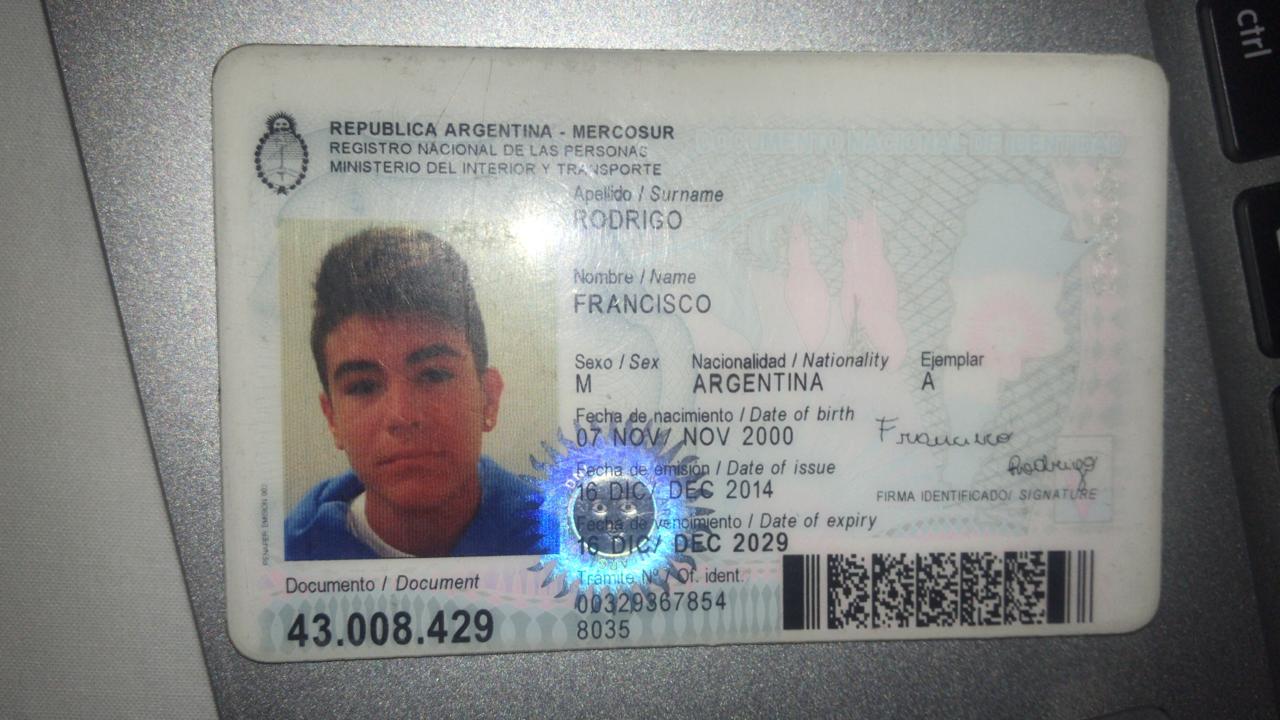 REPUBLICA ARGENTINA - MERCOSUR
REGISTRO NACIONAL DE LAS PERSONAS
MINISTERIO DEL INTERIOR Y TRANSPORTE
DOCUMENTO NACIONAL DE IDENTIDAD
Apellido / Surname
RODRIGO
Nombre / Name
FRANCISCO
Sexo / Sex Nacionalidad / Nationality Ejemplar
M ARGENTINA A
Fecha de nacimiento / Date of birth
07 NOV/ NOV 2000
Francisco
Rodrigo
Fecha de emisión / Date of issue
16 DIC/ DEC 2014
FIRMA IDENTIFICADO/ SIGNATURE
Fecha de vencimiento / Date of expiry
16 DIC/ DEC 2029
Tramite Nº / Of. ident.
00329367854
8035
Documento / Document
43.008.429
ctrl